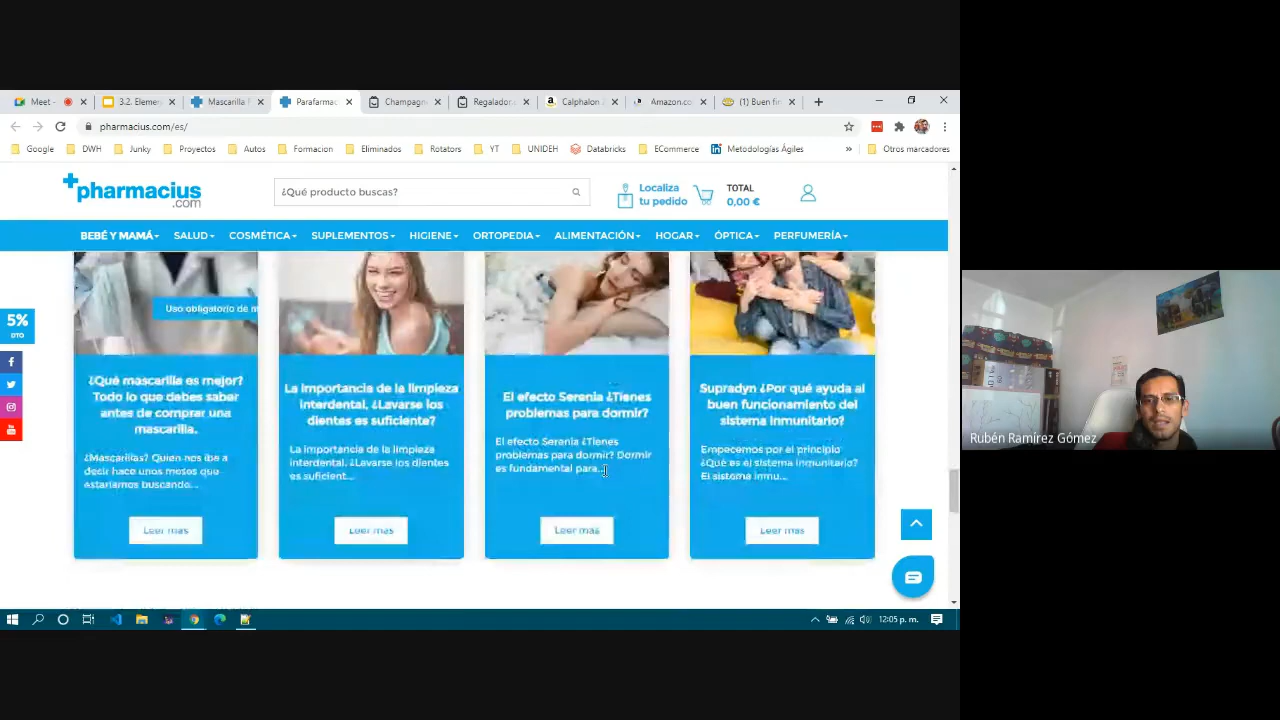 Meet -
3.2. Elemen
Mascarilla
Parafarmac
Champagne
Regalador
Calphalon
Amazon.co
(1) Buen fin
pharmacius.com/es/
Google
DWH
Junky
Proyectos
Autos
Formacion
Eliminados
Rotators
YT
UNIDEH
Databricks
ECommerce
Metodologías Ágiles
»
Otros marcadores
pharmacius
.com
¿Qué producto buscas?
Localiza
tu pedido
TOTAL
0,00 €
BEBÉ Y MAMÁ
SALUD
COSMÉTICA
SUPLEMENTOS
HIGIENE
ORTOPEDIA
ALIMENTACIÓN
HOGAR
ÓPTICA
PERFUMERÍA
5%
DTO
Uso obligatorio de m
¿Qué mascarilla es mejor?
Todo lo que debes saber
antes de comprar una
mascarilla.
¿Mascarillas? Quien nos iba a
decir hace unos meses que
estaríamos buscando...
Leer mas
La importancia de la limpieza
interdental, ¿Lavarse los
dientes es suficiente?
La importancia de la limpieza
interdental, ¿Lavarse los dientes
es suficient...
Leer mas
El efecto Serenia ¿Tienes
problemas para dormir?
El efecto Serenia ¿Tienes
problemas para dormir? Dormir
es fundamental para...
Leer mas
Supradyn ¿Por qué ayuda al
buen funcionamiento del
sistema inmunitario?
Empecemos por el principio
¿Qué es el sistema inmunitario?
El sistema inmu...
Leer mas
12:05 p. m.
Rubén Ramírez Gómez